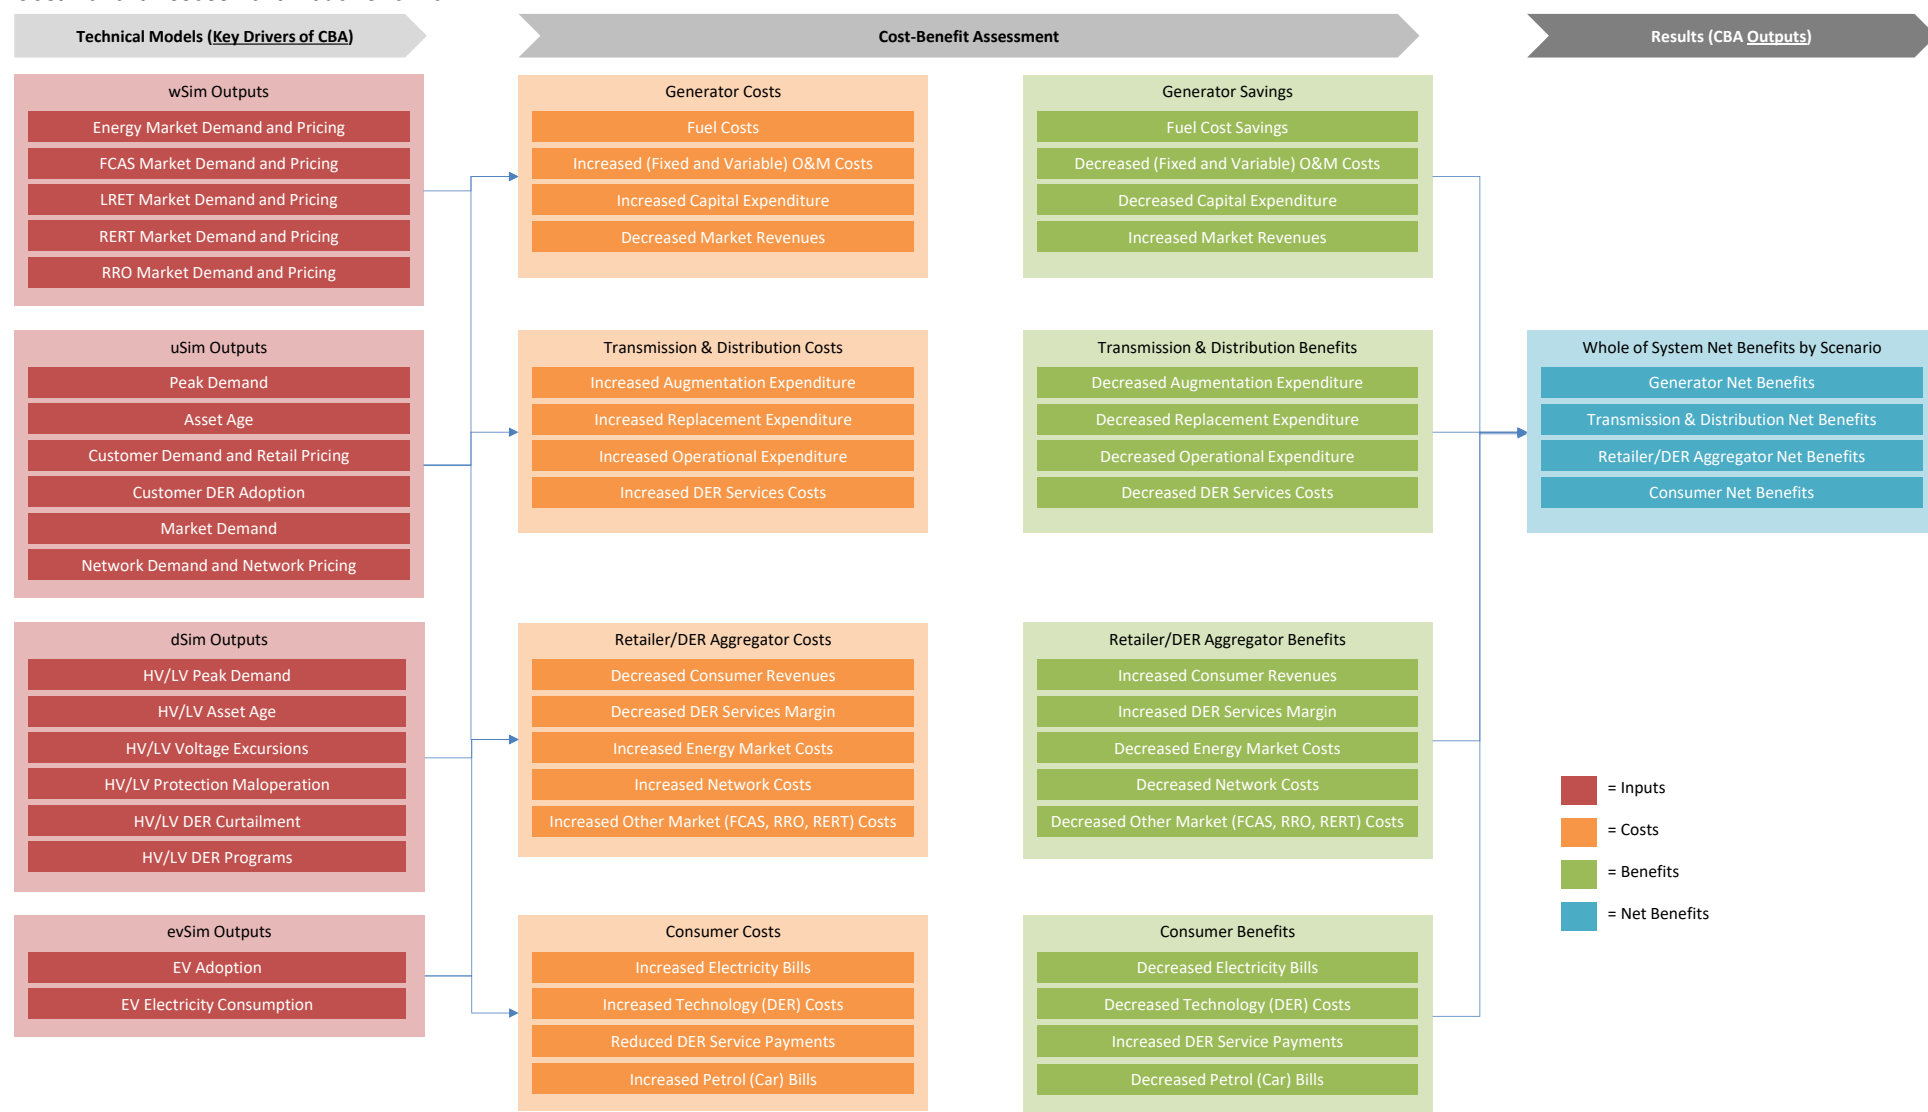 Technical Models (Key Drivers of CBA)
Cost-Benefit Assessment
Results (CBA Outputs)
wSim Outputs
Energy Market Demand and Pricing
FCAS Market Demand and Pricing
LRET Market Demand and Pricing
RERT Market Demand and Pricing
RRO Market Demand and Pricing
uSim Outputs
Peak Demand
Asset Age
Customer Demand and Retail Pricing
Customer DER Adoption
Market Demand
Network Demand and Network Pricing
dSim Outputs
HV/LV Peak Demand
HV/LV Asset Age
HV/LV Voltage Excursions
HV/LV Protection Maloperation
HV/LV DER Curtailment
HV/LV DER Programs
evSim Outputs
EV Adoption
EV Electricity Consumption
Generator Costs
Fuel Costs
Increased (Fixed and Variable) O&M Costs
Increased Capital Expenditure
Decreased Market Revenues
Transmission & Distribution Costs
Increased Augmentation Expenditure
Increased Replacement Expenditure
Increased Operational Expenditure
Increased DER Services Costs
Retailer/DER Aggregator Costs
Decreased Consumer Revenues
Decreased DER Services Margin
Increased Energy Market Costs
Increased Network Costs
Increased Other Market (FCAS, RRO, RERT) Costs
Consumer Costs
Increased Electricity Bills
Increased Technology (DER) Costs
Reduced DER Service Payments
Increased Petrol (Car) Bills
Generator Savings
Fuel Cost Savings
Decreased (Fixed and Variable) O&M Costs
Decreased Capital Expenditure
Increased Market Revenues
Transmission & Distribution Benefits
Decreased Augmentation Expenditure
Decreased Replacement Expenditure
Decreased Operational Expenditure
Decreased DER Services Costs
Retailer/DER Aggregator Benefits
Increased Consumer Revenues
Increased DER Services Margin
Decreased Energy Market Costs
Decreased Network Costs
Decreased Other Market (FCAS, RRO, RERT) Costs
Consumer Benefits
Decreased Electricity Bills
Decreased Technology (DER) Costs
Increased DER Service Payments
Decreased Petrol (Car) Bills
Whole of System Net Benefits by Scenario
Generator Net Benefits
Transmission & Distribution Net Benefits
Retailer/DER Aggregator Net Benefits
Consumer Net Benefits
= Inputs
= Costs
= Benefits
= Net Benefits